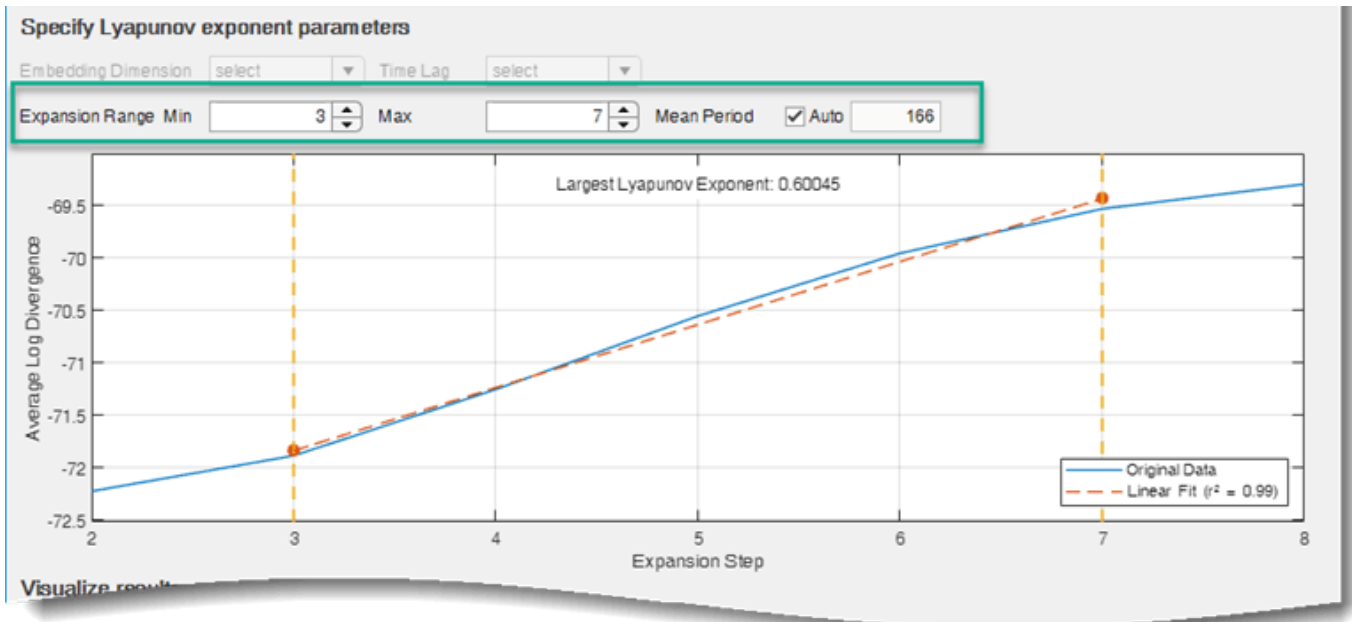 Specify Lyapunov exponent parameters
Embedding Dimension select Time Lag select
Expansion Range Min 3 Max 7 Mean Period Auto 166
Largest Lyapunov Exponent: 0.60045
Average Log Divergence
-69.5
-70
-70.5
-71
-71.5
-72
-72.5
Original Data
Linear Fit (r² = 0.99)
2 3 4 5 6 7 8
Expansion Step
Visualize results